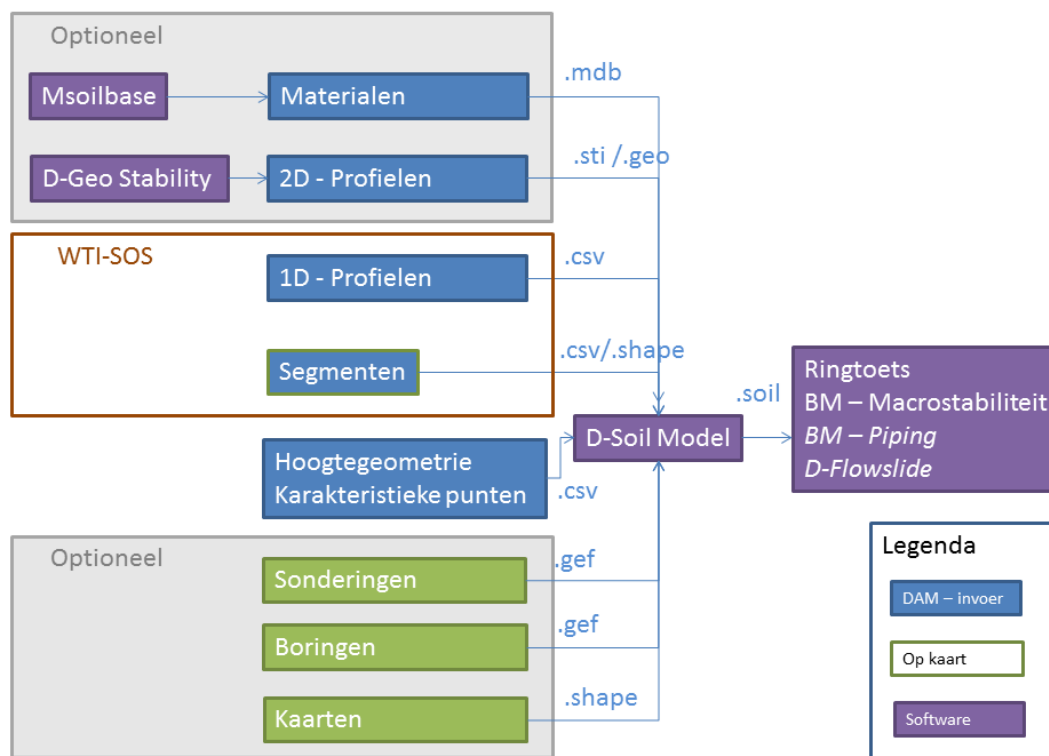 Optioneel
.mdb
Msoilbase
Materialen
.sti /.geo
D-Geo Stability
2D - Profielen
WTI-SOS
.csv
1D - Profielen
.csv/.shape
Segmenten
.soil
Ringtoets
BM – Macrostabiliteit
BM – Piping
D-Flowslide
D-Soil Model
Hoogtegeometrie
Karakteristieke punten
.csv
Optioneel
.gef
Sonderingen
.gef
Boringen
.shape
Kaarten
Legenda
DAM – invoer
Op kaart
Software